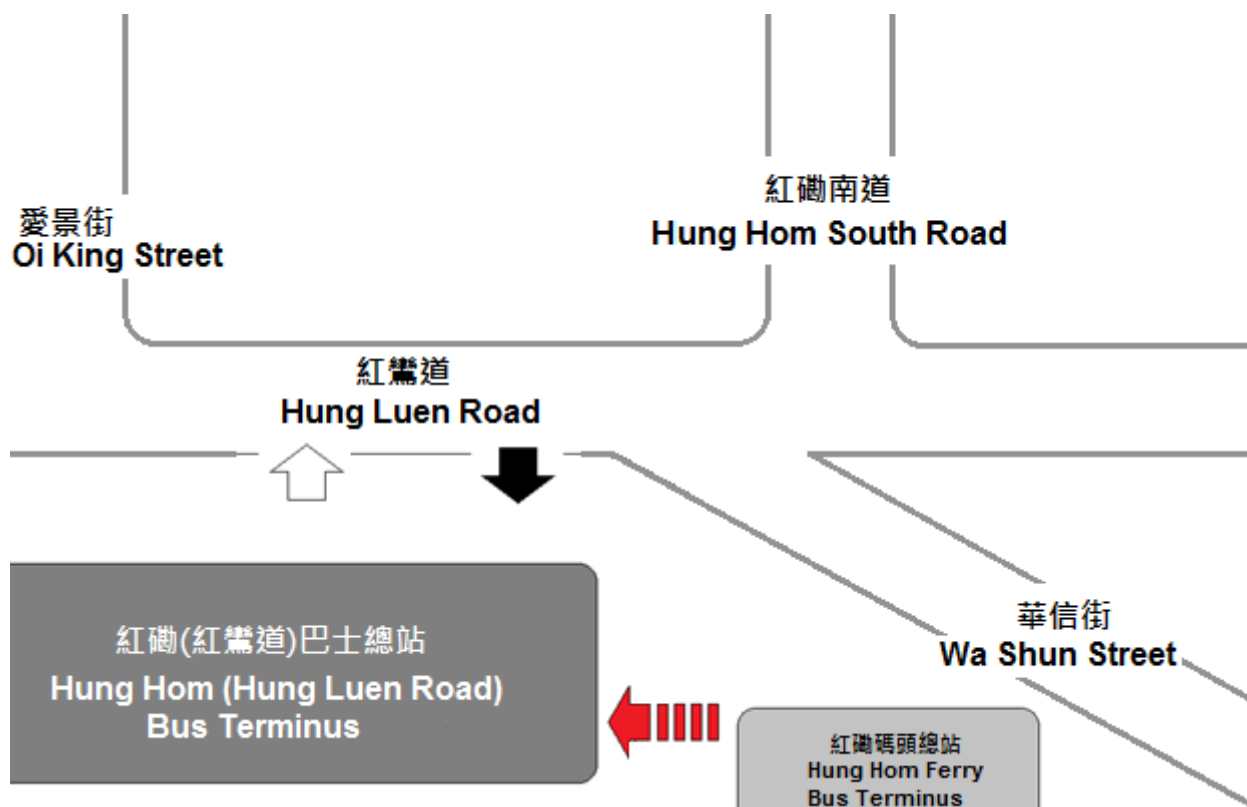 紅磡南道
Hung Hom South Road
愛景街
Oi King Street
紅鸞道
Hung Luen Road
華信街
Wa Shun Street
紅磡(紅鸞道)巴士總站
Hung Hom (Hung Luen Road)
Bus Terminus
紅磡碼頭總站
Hung Hom Ferry
Bus Terminus